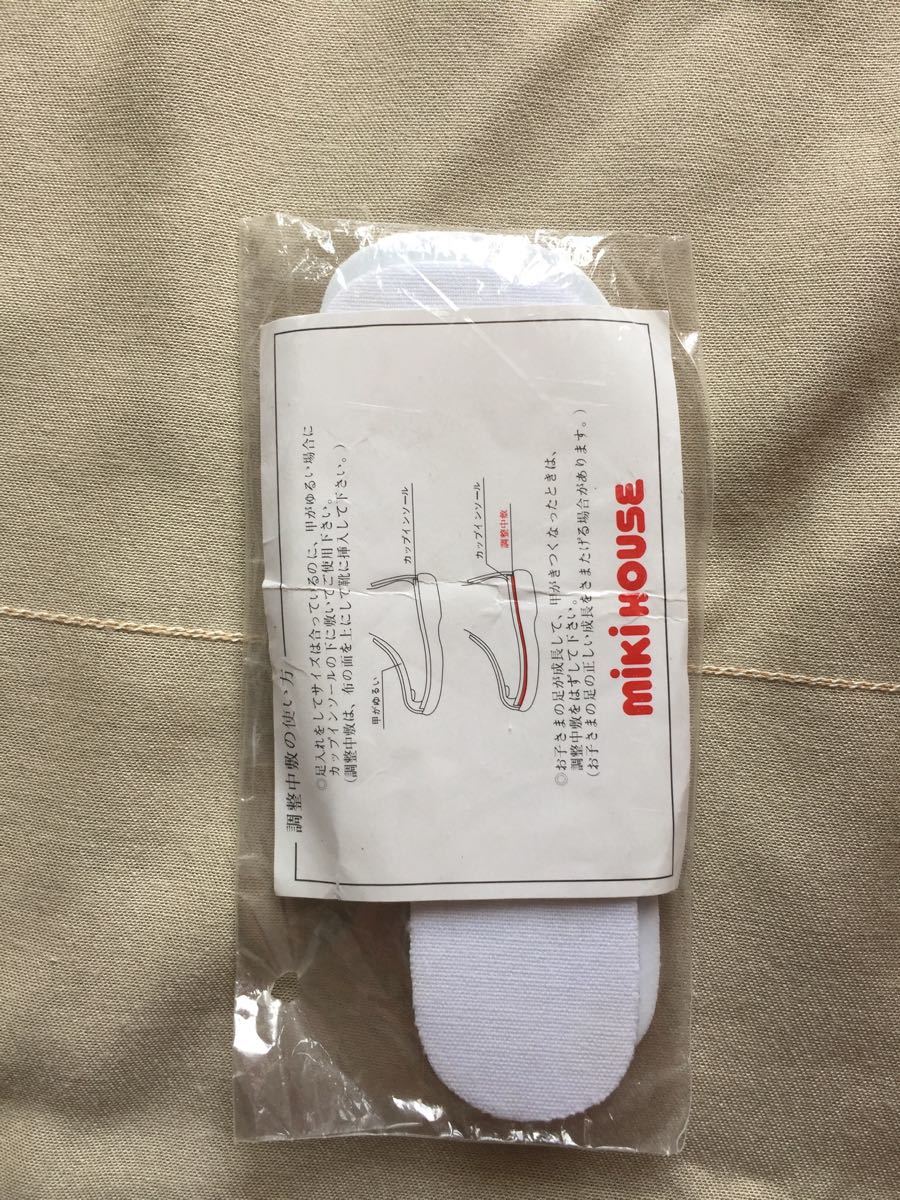 調整中敷の使い方
◎足入れをしてサイズは合っているのに、甲がゆるい場合に
カップインソールの下に敷いてご使用下さい。
(調整中敷は、布の面を上にして靴に挿入して下さい。)
甲がゆるい
カップインソール
カップインソール
調整中敷
◎お子さまの足が成長して、甲がきつくなったときは、
調整中敷をはずして下さい。
(お子さまの足の正しい成長をさまたげる場合があります。)
miKi HOUSE